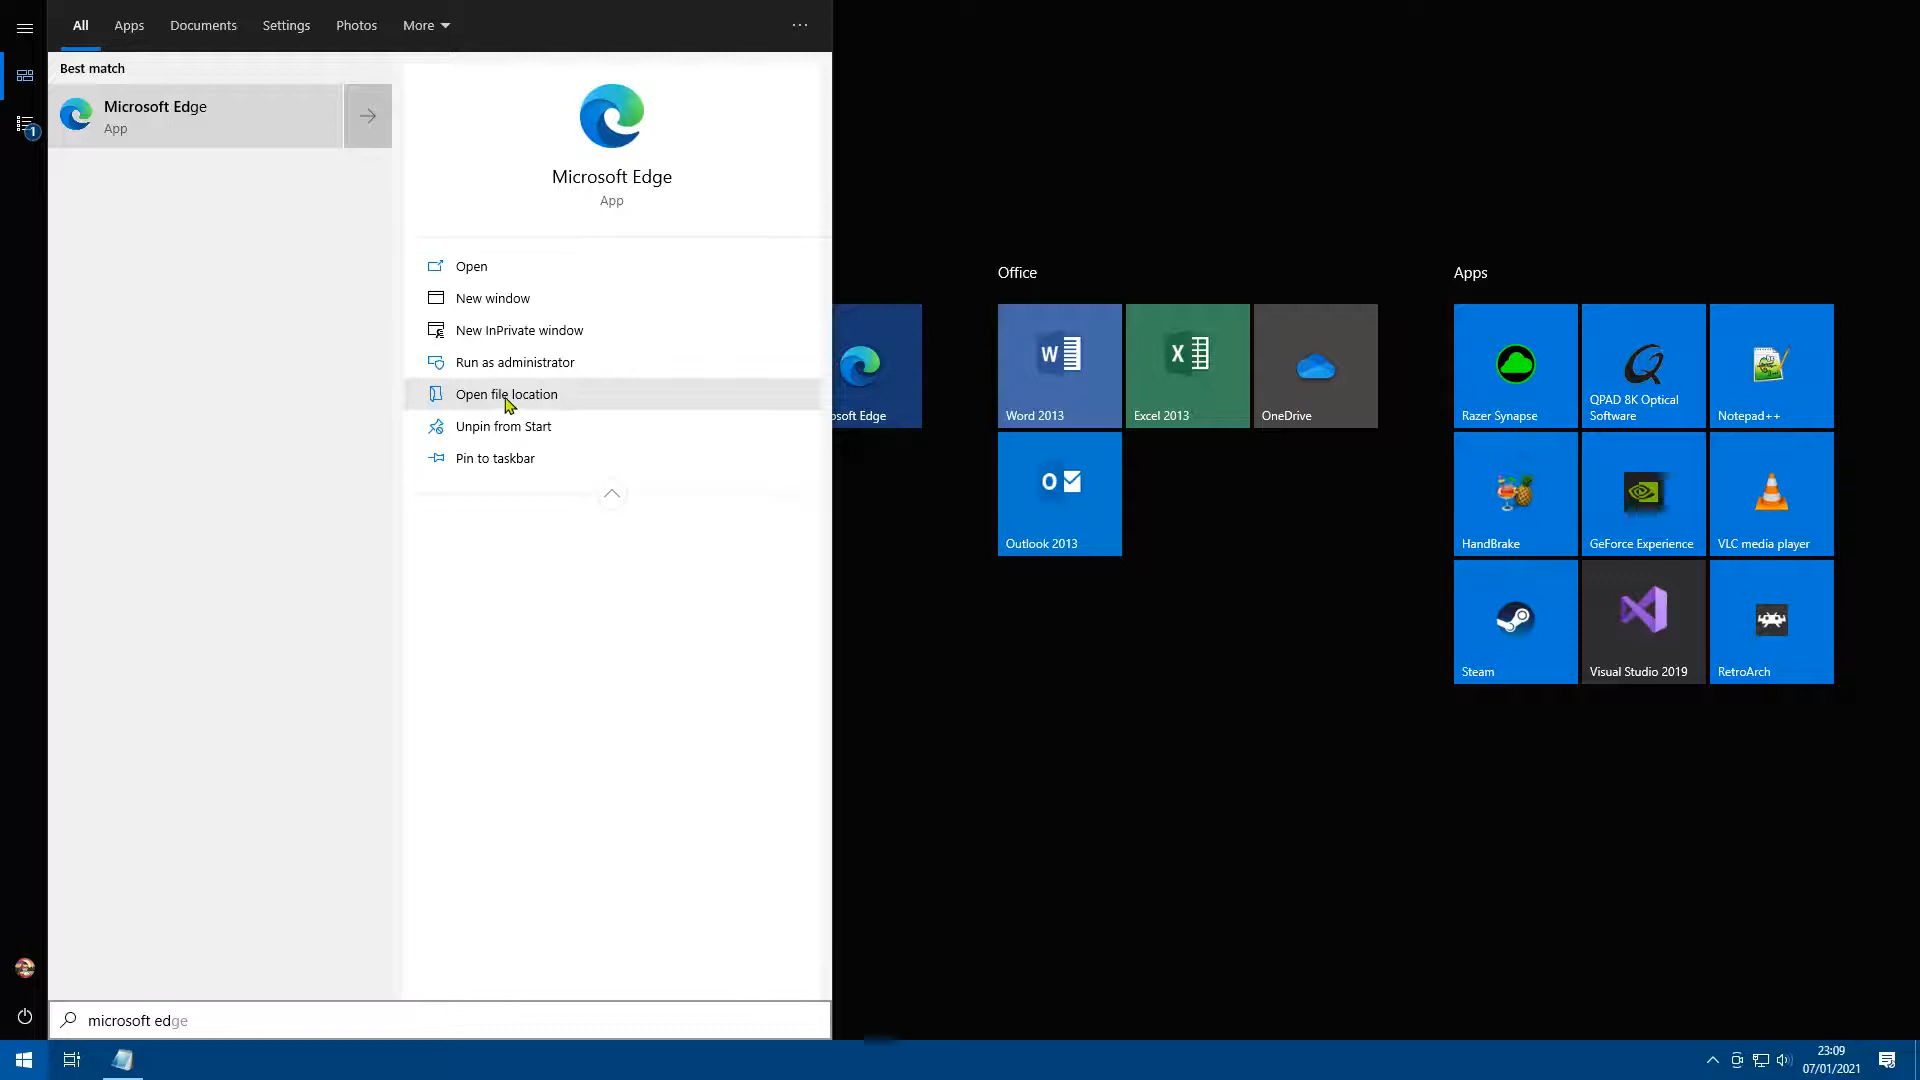 All
Apps
Documents
Settings
Photos
More
Best match
Microsoft Edge
App
1
Microsoft Edge
App
Open
New window
New InPrivate window
Run as administrator
Open file location
Unpin from Start
Pin to taskbar
osoft Edge
Office
Word 2013
Excel 2013
OneDrive
Outlook 2013
Apps
Razer Synapse
QPAD 8K Optical
Software
Notepad++
HandBrake
GeForce Experience
VLC media player
Steam
Visual Studio 2019
RetroArch
microsoft edge
23:09
07/01/2021